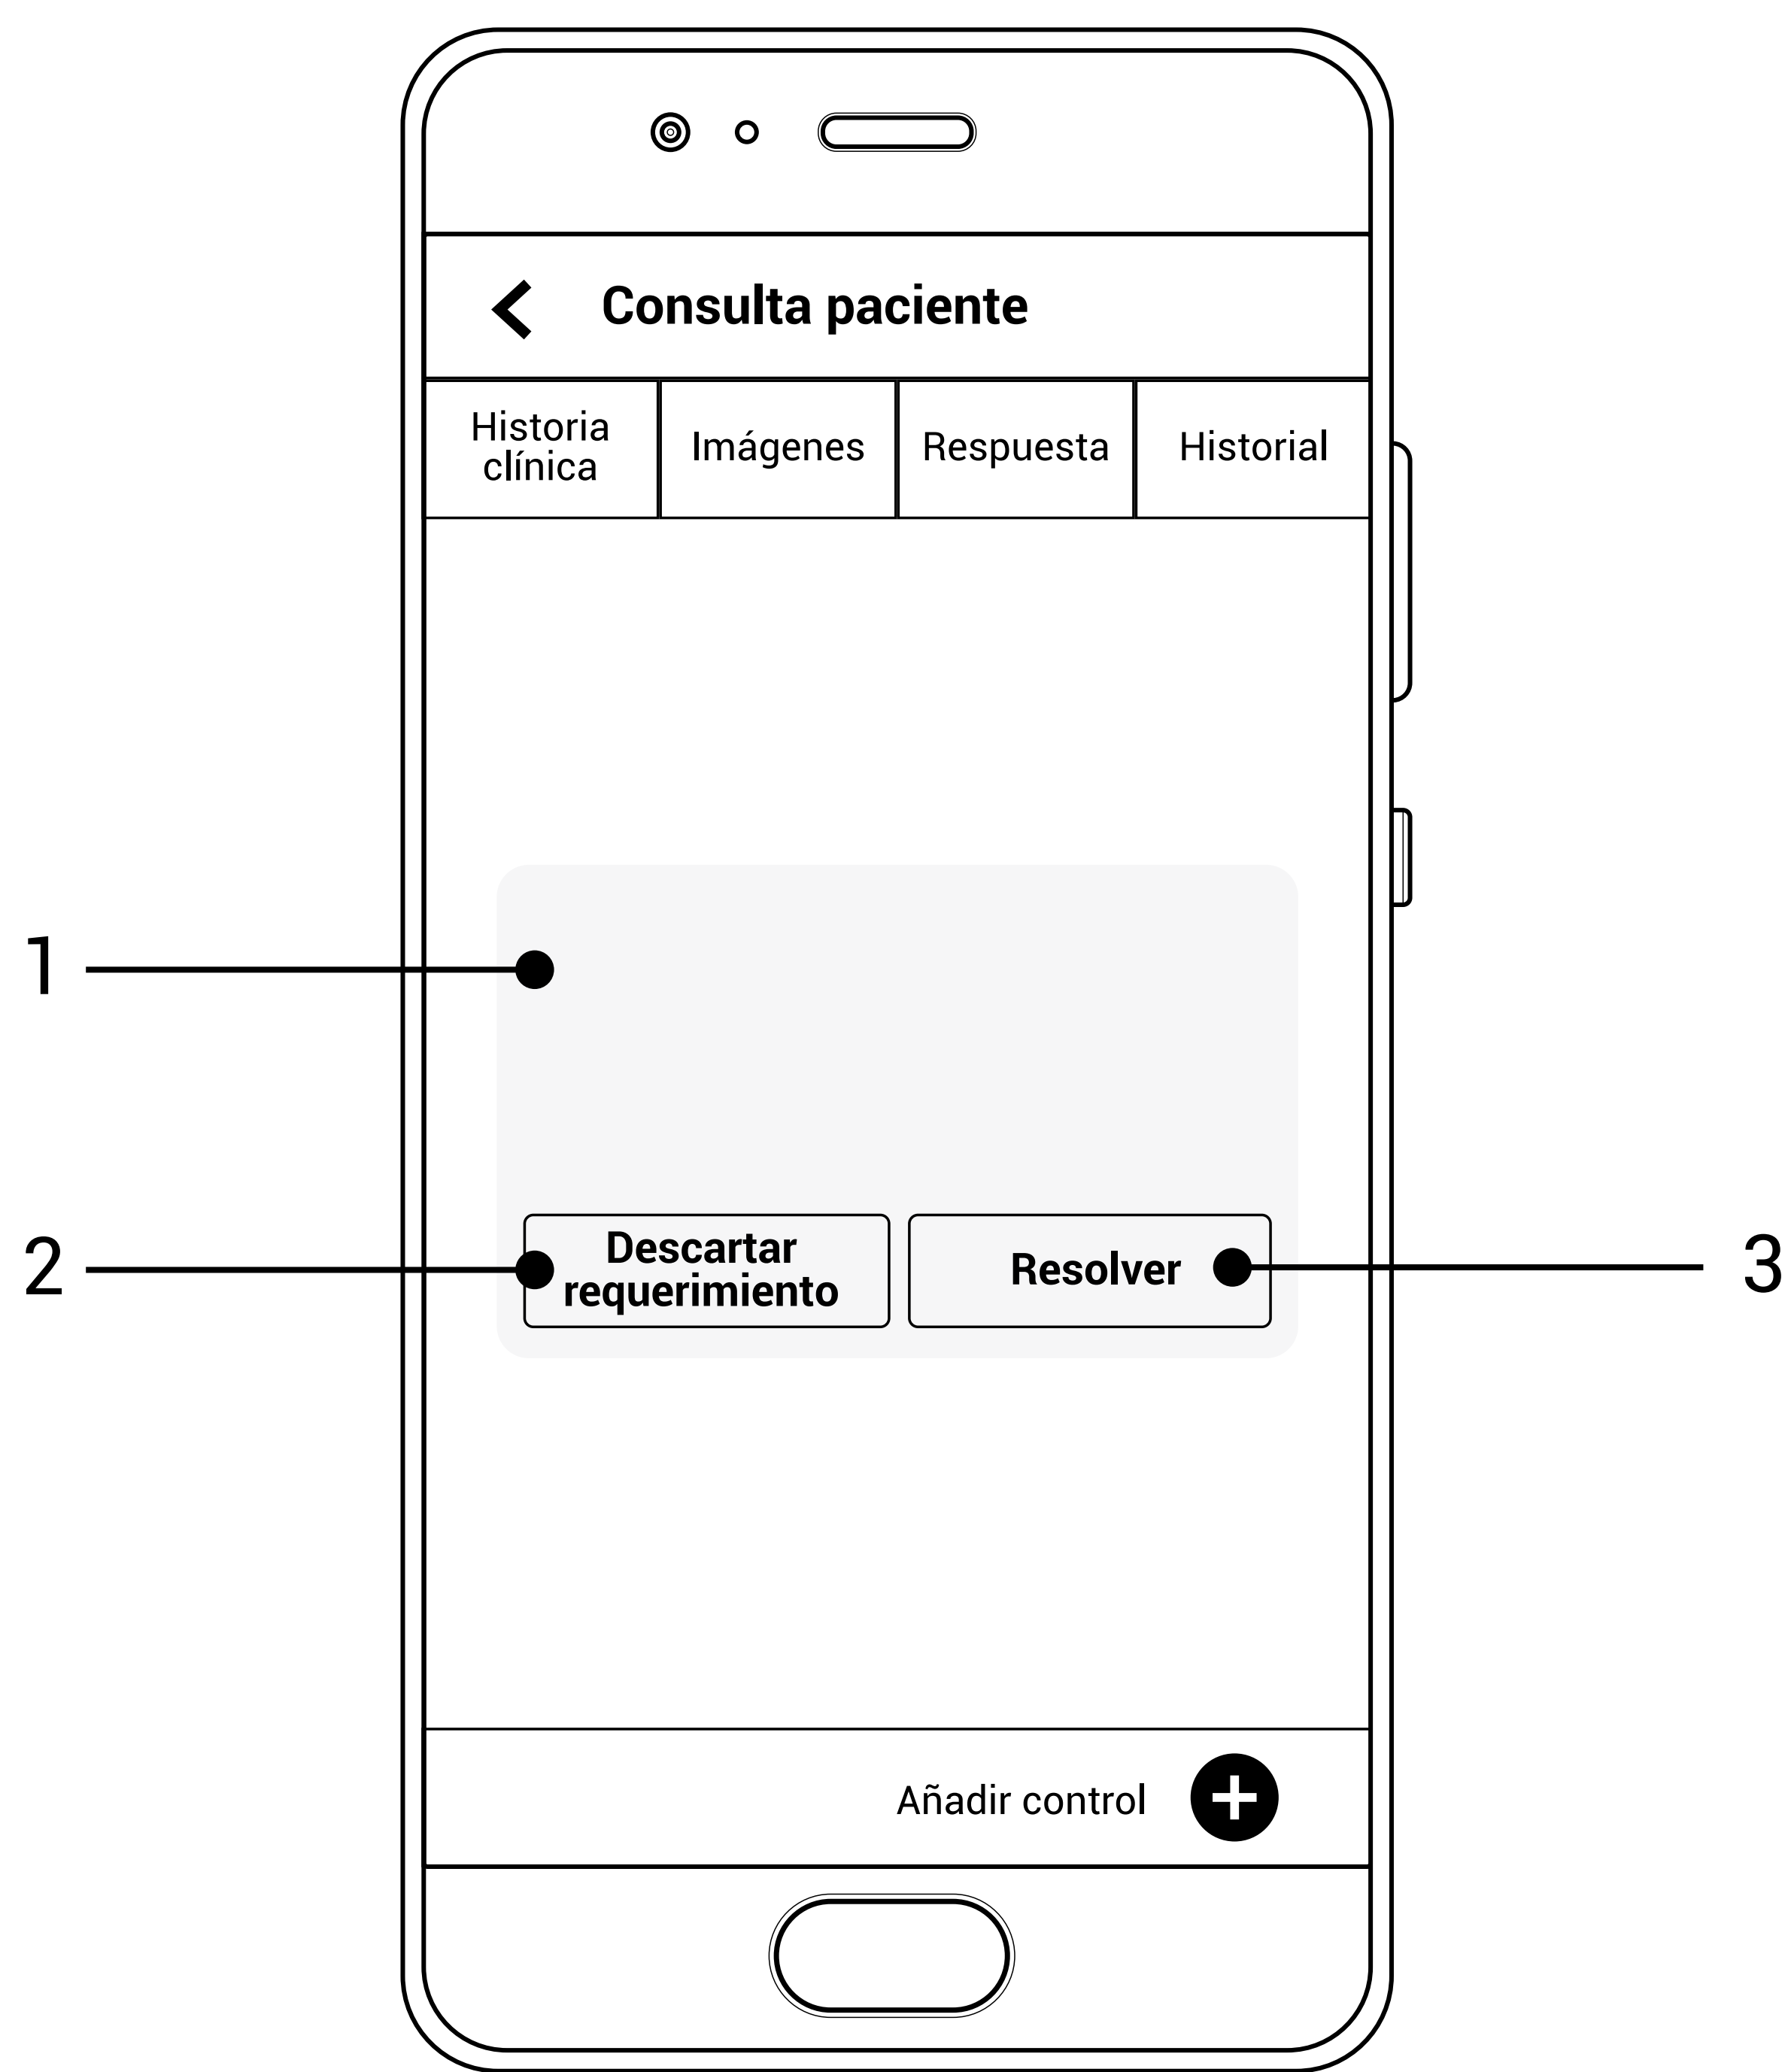 Consulta paciente
Historia
clínica
Imágenes
Respuesta
Historial
1
2
Descartar
requerimiento
Resolver
3
Añadir control